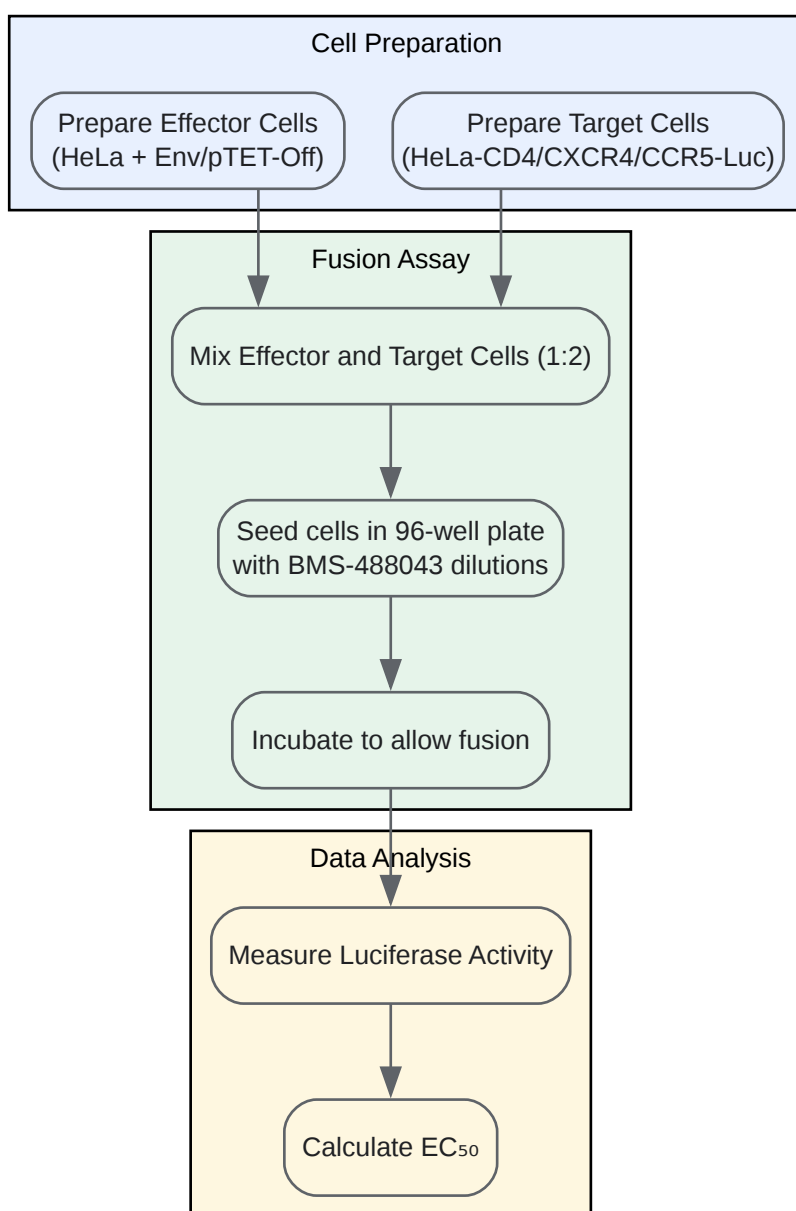 Cell Preparation
Prepare Effector Cells
(HeLa + Env/pTET-Off)
Prepare Target Cells
(HeLa-CD4/CXCR4/CCR5-Luc)
Fusion Assay
Mix Effector and Target Cells (1:2)
Seed cells in 96-well plate
with BMS-488043 dilutions
Incubate to allow fusion
Data Analysis
Measure Luciferase Activity
Calculate EC₅₀